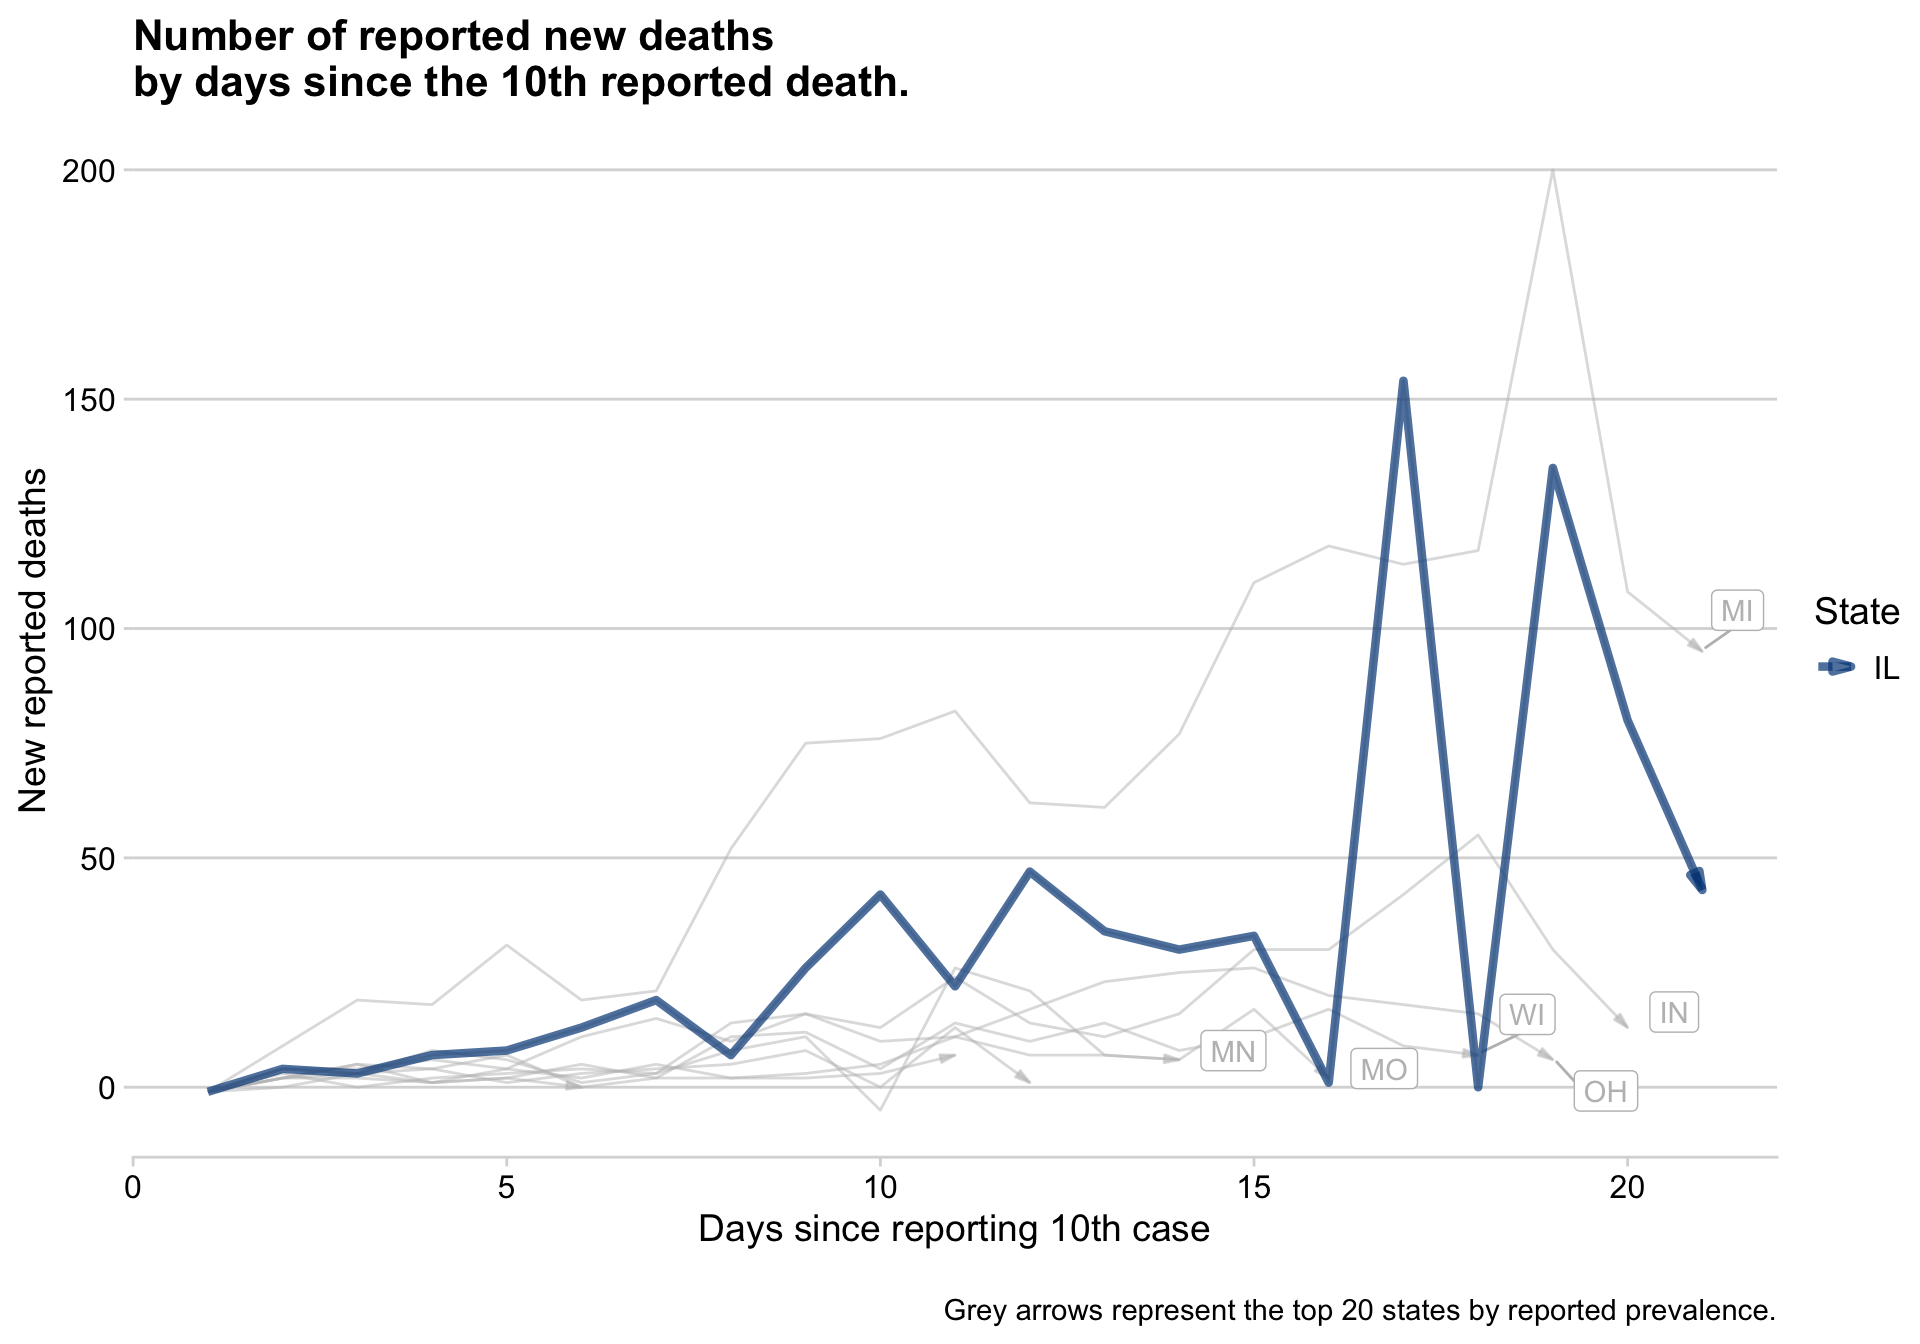 Number of reported new deaths
by days since the 10th reported death.
200
150
100
50
0
New reported deaths
MI
IN
WI
MN
MO
OH
State
IL
0 5 10 15 20
Days since reporting 10th case
Grey arrows represent the top 20 states by reported prevalence.